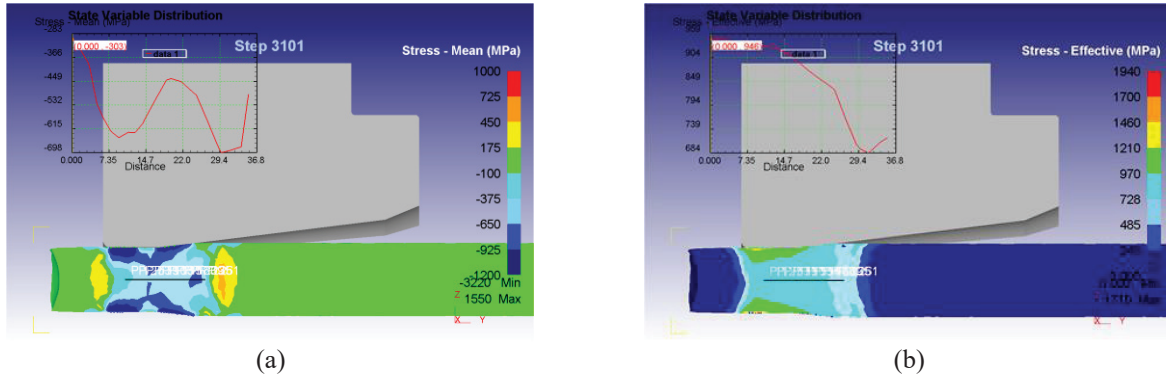 State Variable Distribution
Stress - Mean (MPa)
-283
-366
-449
-532
-615
-698
(0.000 , -303)
data 1
0.000 7.35 14.7 22.0 29.4 36.8
Distance
Step 3101
Stress - Mean (MPa)
1000
725
450
175
-100
-375
-650
-925
-1200
-3220 Min
1550 Max
Z
X Y
(a)
State Variable Distribution
Stress - Effective (MPa)
959
904
849
794
739
684
(0.000 , 946)
data 1
0.000 7.35 14.7 22.0 29.4 36.8
Distance
Step 3101
Stress - Effective (MPa)
1940
1700
1460
1210
970
728
485
Max
X Y
(b)